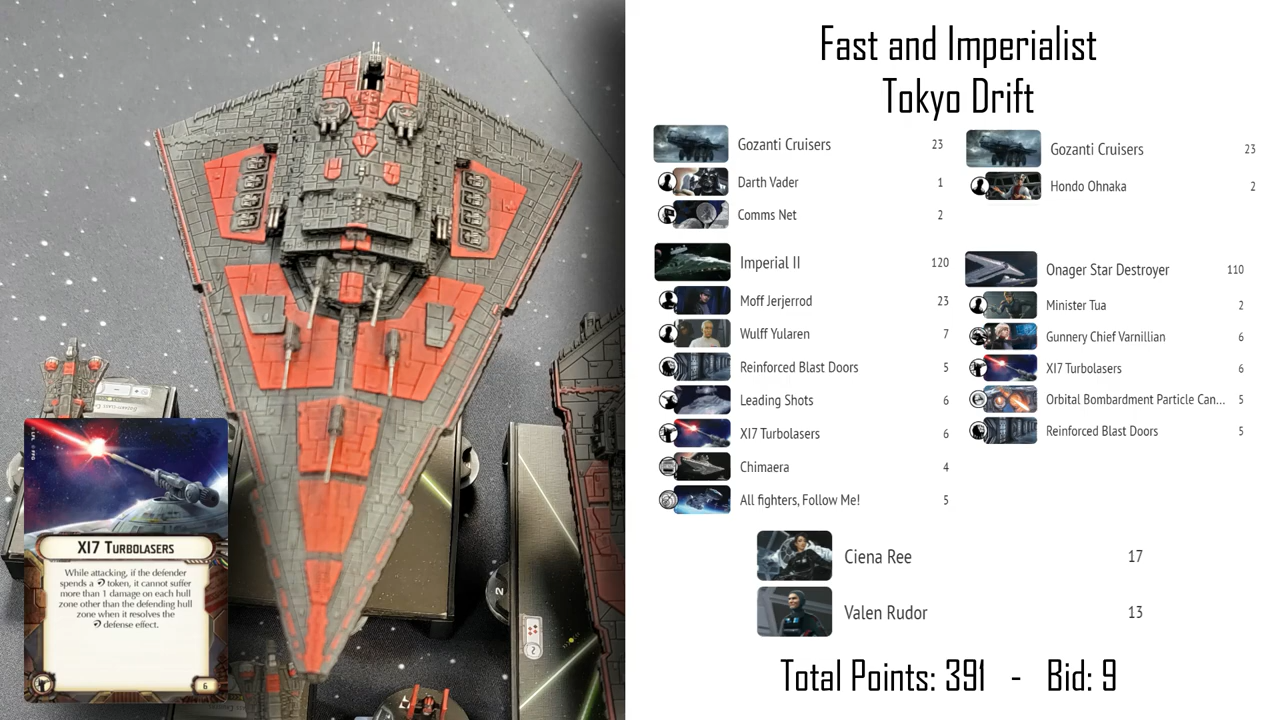 Fast and Imperialist
Tokyo Drift
Gozanti Cruisers 23
Darth Vader 1
Comms Net 2
Imperial II 120
Moff Jerjerrod 23
Wulff Yularen 7
Reinforced Blast Doors 5
Leading Shots 6
XI7 Turbolasers 6
Chimaera 4
All fighters, Follow Me! 5
Gozanti Cruisers 23
Hondo Ohnaka 2
Onager Star Destroyer 110
Minister Tua 2
Gunnery Chief Varnillian 6
XI7 Turbolasers 6
Orbital Bombardment Particle Can... 5
Reinforced Blast Doors 5
Ciena Ree 17
Valen Rudor 13
Total Points: 391 - Bid: 9
XI7 Turbolasers
While attacking, if the defender
spends a token, it cannot suffer
more than 1 damage on each hull
zone other than the defending hull
zone when it resolves the
defense effect.
6
2